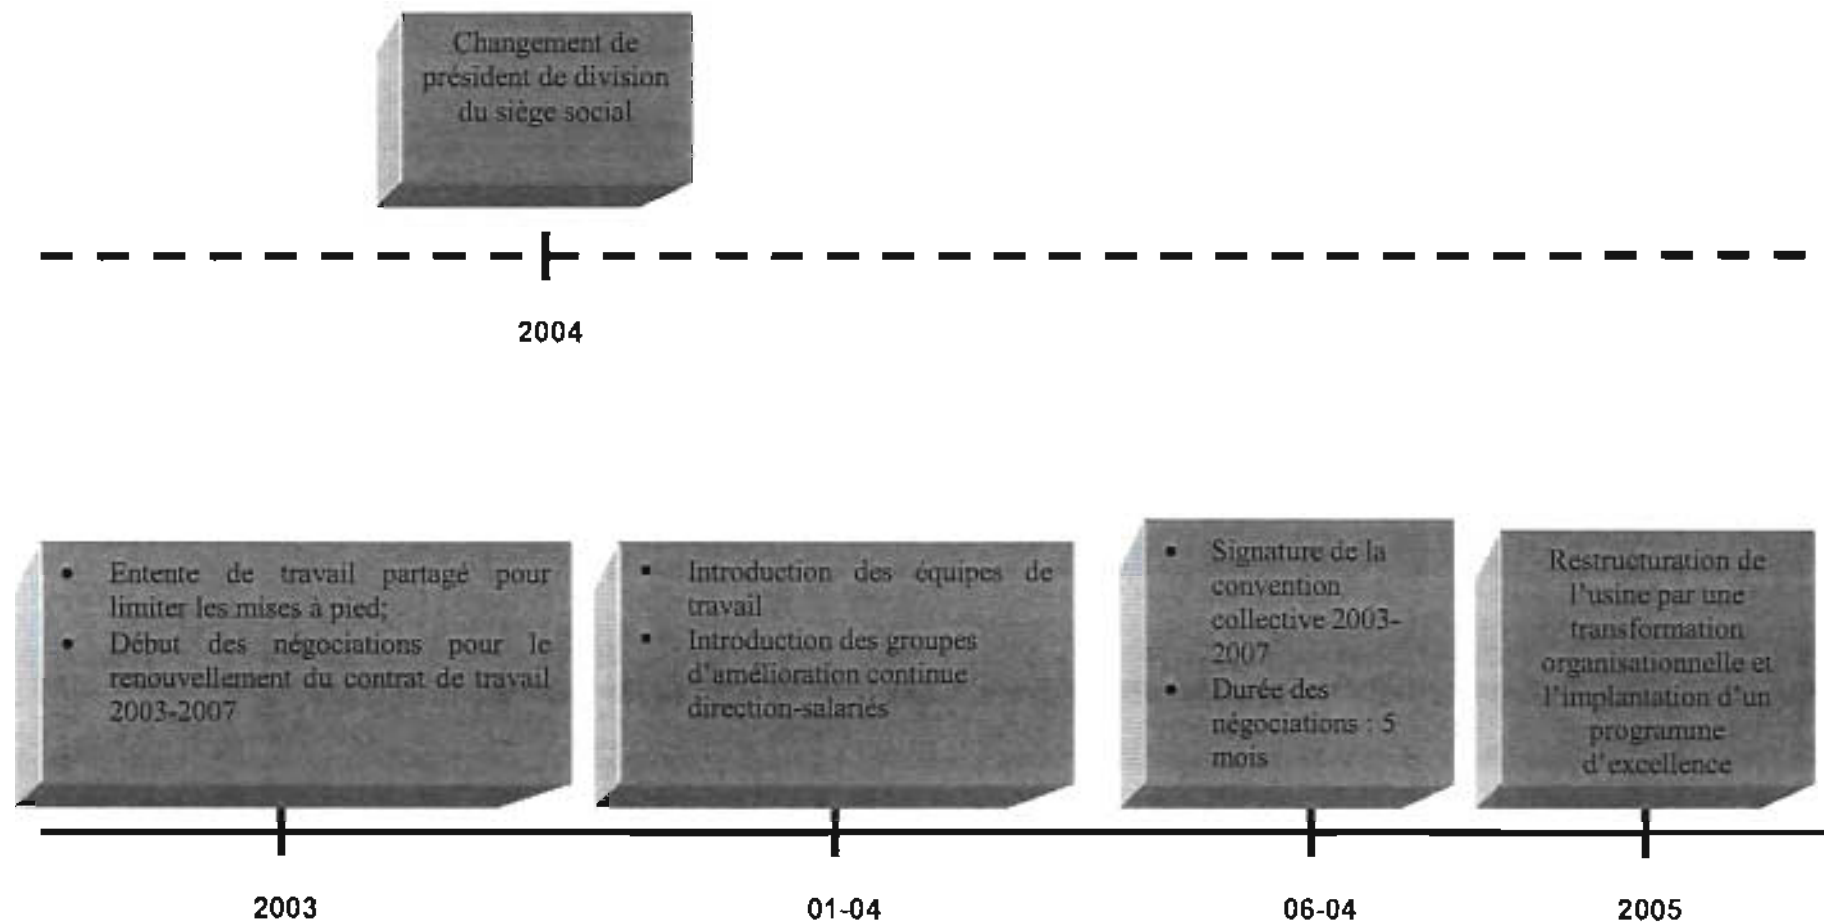 Changement de
président de division
du siège social
2004
• Entente de travail partagé pour
limiter les mises à pied;
• Début des négociations pour le
renouvellement du contrat de travail
2003-2007
▪ Introduction des équipes de
travail
▪ Introduction des groupes
d'amélioration continue
direction-salariés
• Signature de la
convention
collective 2003-
2007
• Durée des
négociations : 5
mois
Restructuration de
l'usine par une
transformation
organisationnelle et
l'implantation d'un
programme
d'excellence
2003
01-04
06-04
2005